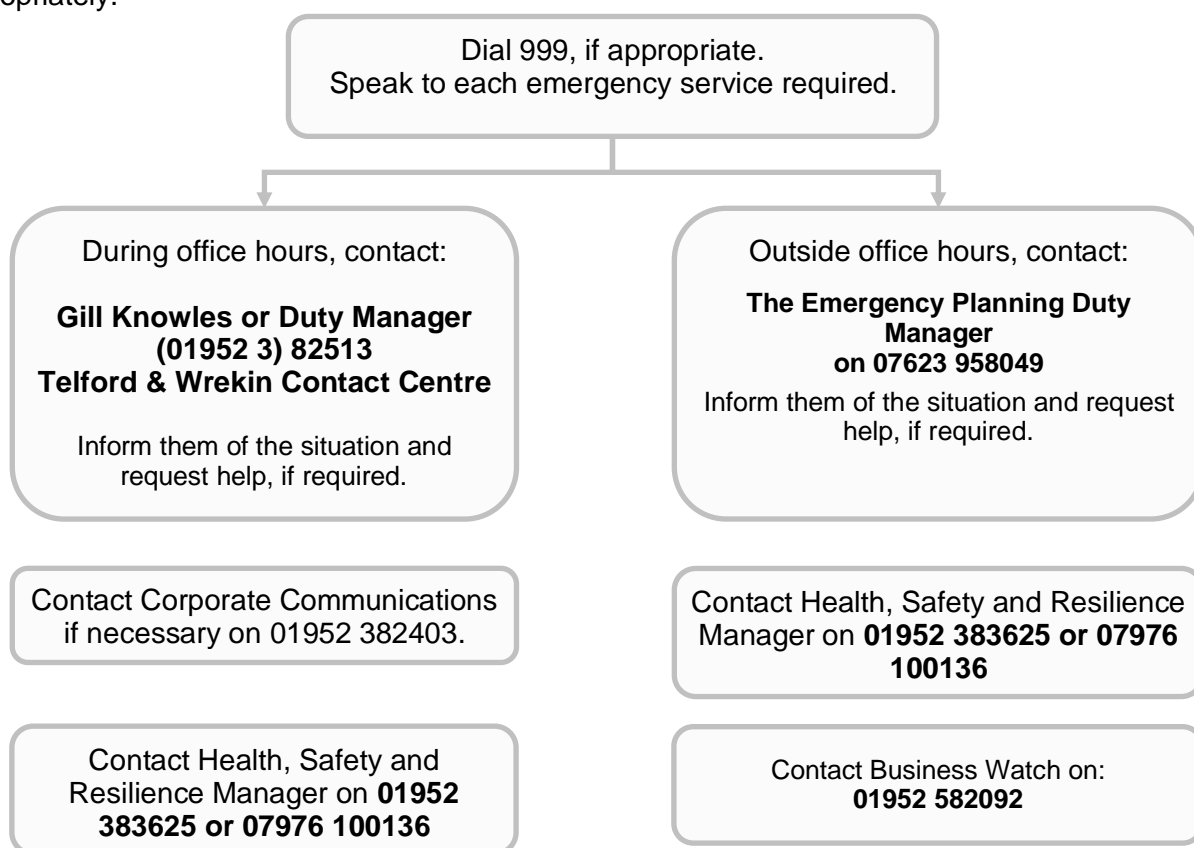 opriately.
Dial 999, if appropriate.
Speak to each emergency service required.
During office hours, contact:
Gill Knowles or Duty Manager
(01952 3) 82513
Telford & Wrekin Contact Centre
Inform them of the situation and
request help, if required.
Outside office hours, contact:
The Emergency Planning Duty
Manager
on 07623 958049
Inform them of the situation and request
help, if required.
Contact Corporate Communications
if necessary on 01952 382403.
Contact Health, Safety and Resilience
Manager on 01952 383625 or 07976
100136
Contact Health, Safety and
Resilience Manager on 01952
383625 or 07976 100136
Contact Business Watch on:
01952 582092